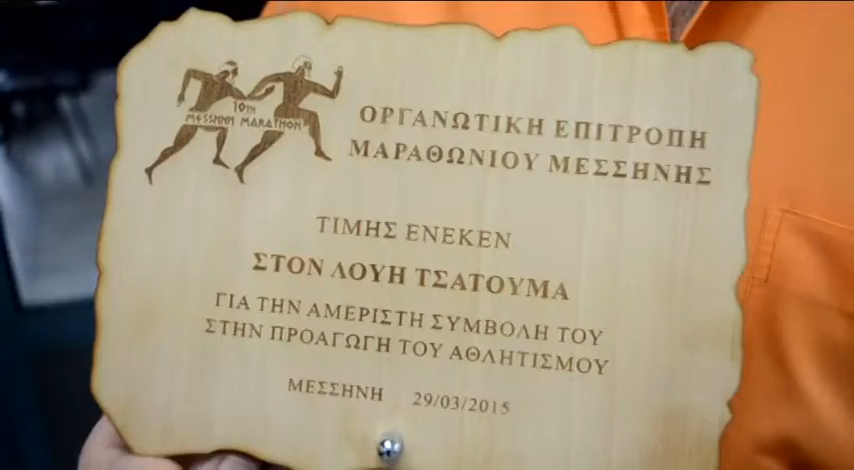 10TH
MESSHNH MARATHON
ΟΡΓΑΝΩΤΙΚΗ ΕΠΙΤΡΟΠΗ
ΜΑΡΑΘΩΝΙΟΥ ΜΕΣΣΗΝΗΣ
ΤΙΜΗΣ ΕΝΕΚΕΝ
ΣΤΟΝ ΛΟΥΗ ΤΣΑΤΟΥΜΑ
ΓΙΑ ΤΗΝ ΑΜΕΡΙΣΤΗ ΣΥΜΒΟΛΗ ΤΟΥ
ΣΤΗΝ ΠΡΟΑΓΩΓΗ ΤΟΥ ΑΘΛΗΤΙΣΜΟΥ
ΜΕΣΣΗΝΗ 29/03/2015